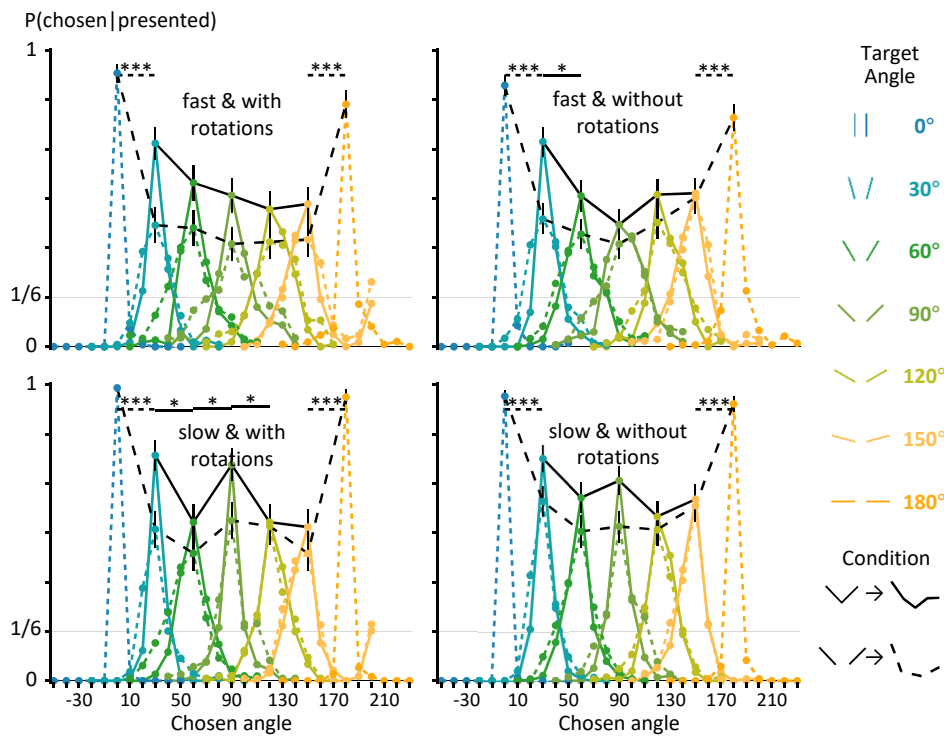 P(chosen|presented)
1
***
***
fast & with
rotations
1/6
0
***
*
***
fast & without
rotations
1
***
*
*
*
***
slow & with
rotations
1/6
0
-30
10
50
90
130
170
210
Chosen angle
***
***
slow & without
rotations
-30
10
50
90
130
170
210
Chosen angle
Target
Angle
0°
30°
60°
90°
120°
150°
180°
Condition